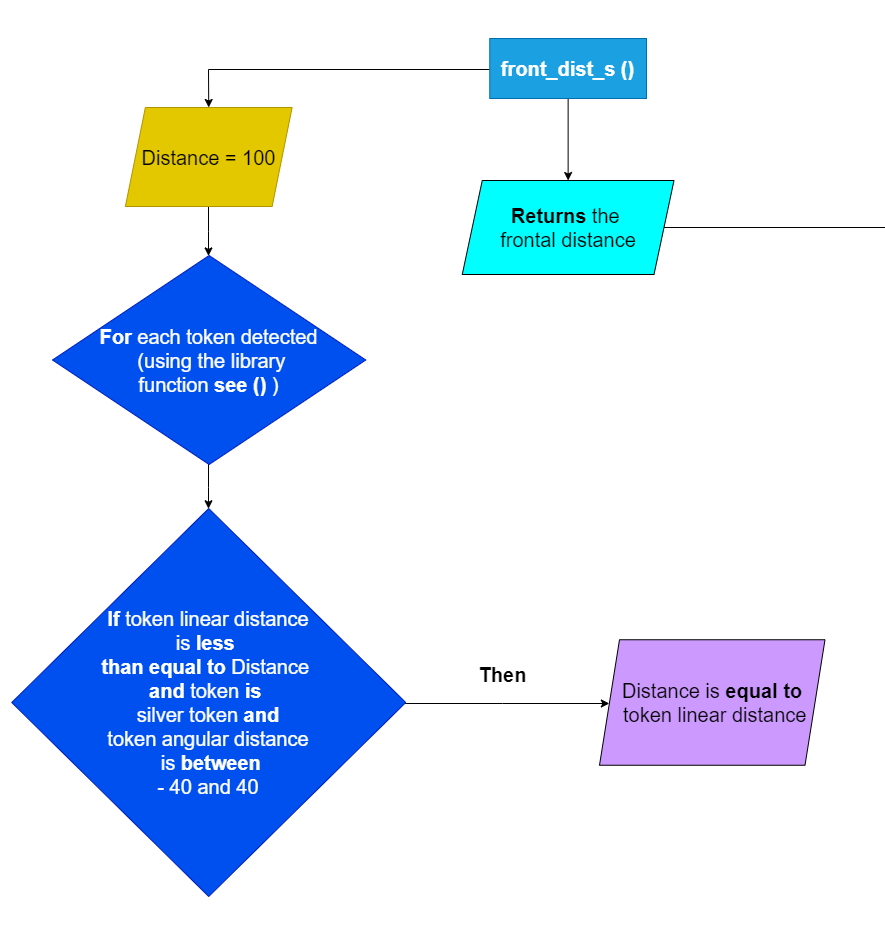 front_dist_s ()
Distance = 100
Returns the
frontal distance
For each token detected
(using the library
function see () )
If token linear distance
is less
than equal to Distance
and token is
silver token and
token angular distance
is between
- 40 and 40
Then
Distance is equal to
token linear distance